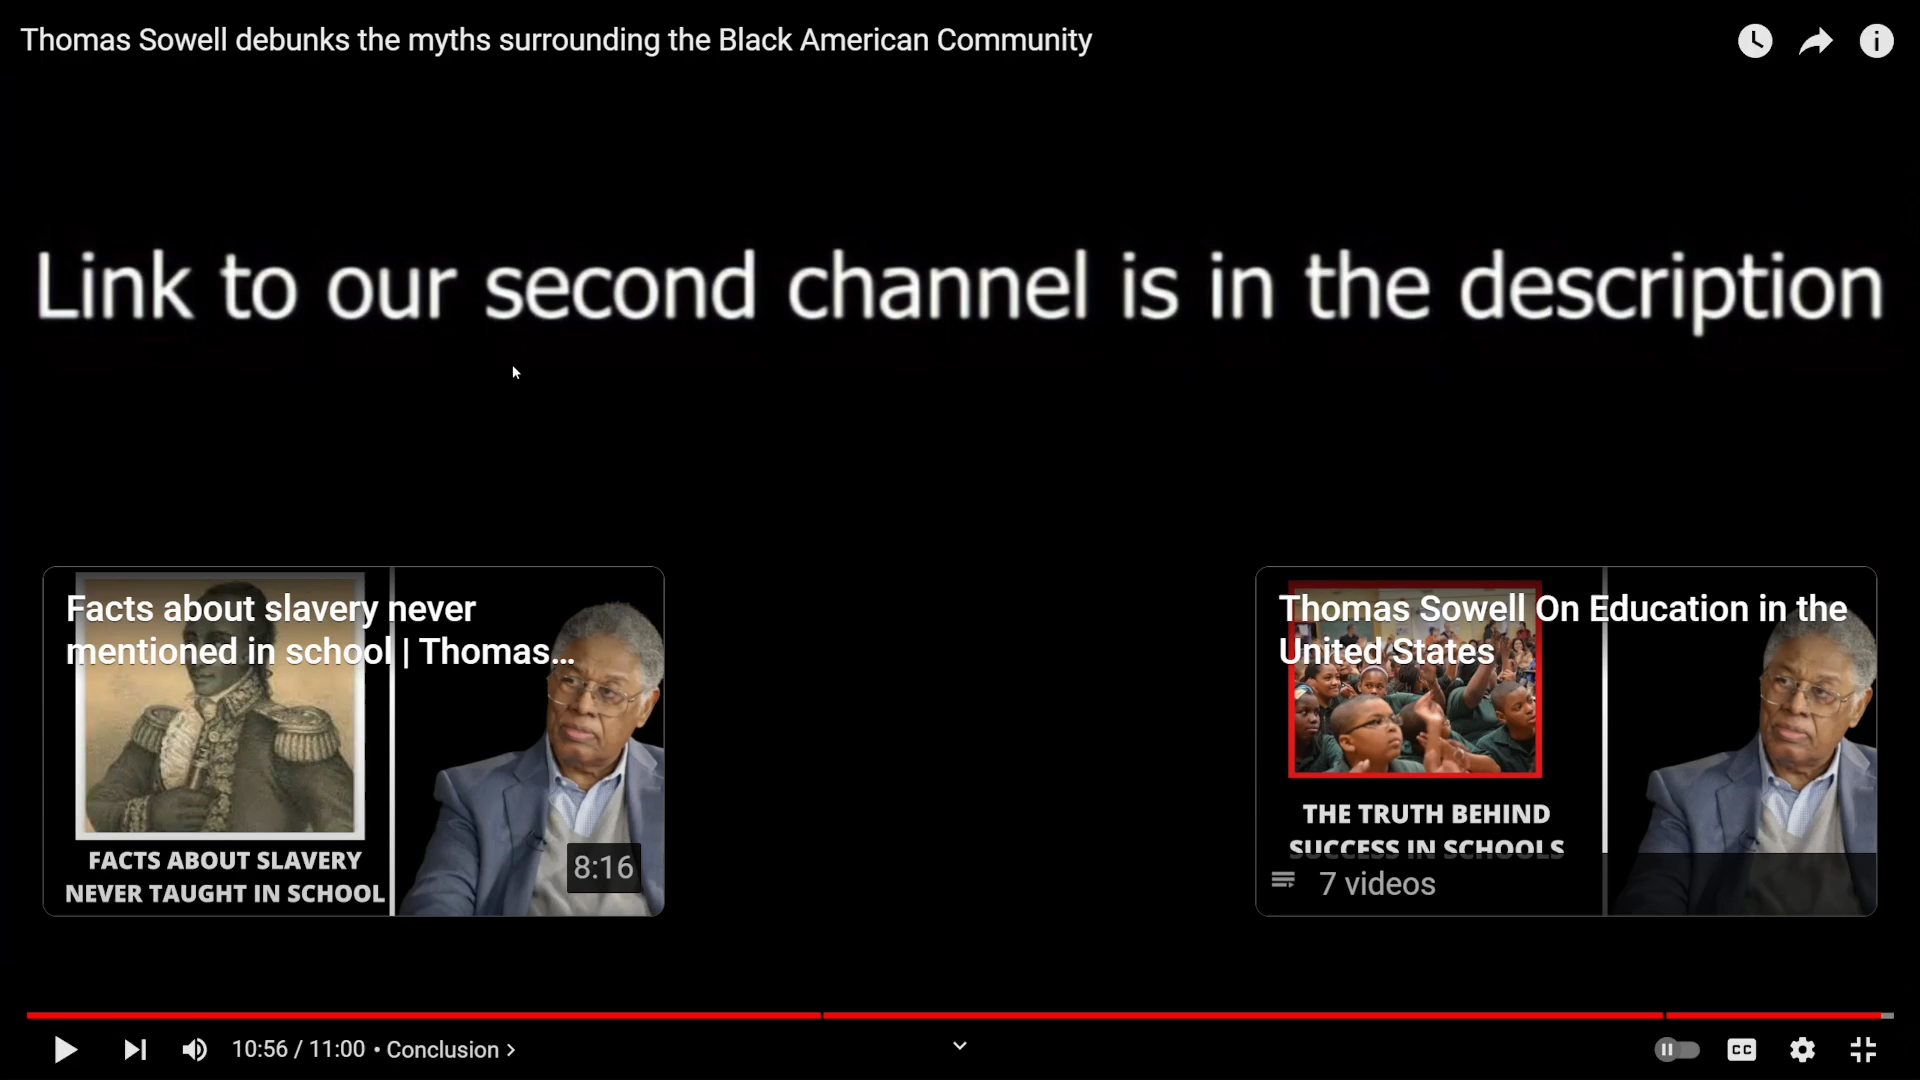 Thomas Sowell debunks the myths surrounding the Black American Community
Link to our second channel is in the description
Facts about slavery never
mentioned in school | Thomas...
FACTS ABOUT SLAVERY
NEVER TAUGHT IN SCHOOL
8:16
Thomas Sowell On Education in the
United States
THE TRUTH BEHIND
SUCCESS IN SCHOOLS
7 videos
10:56 / 11:00 • Conclusion >
CC